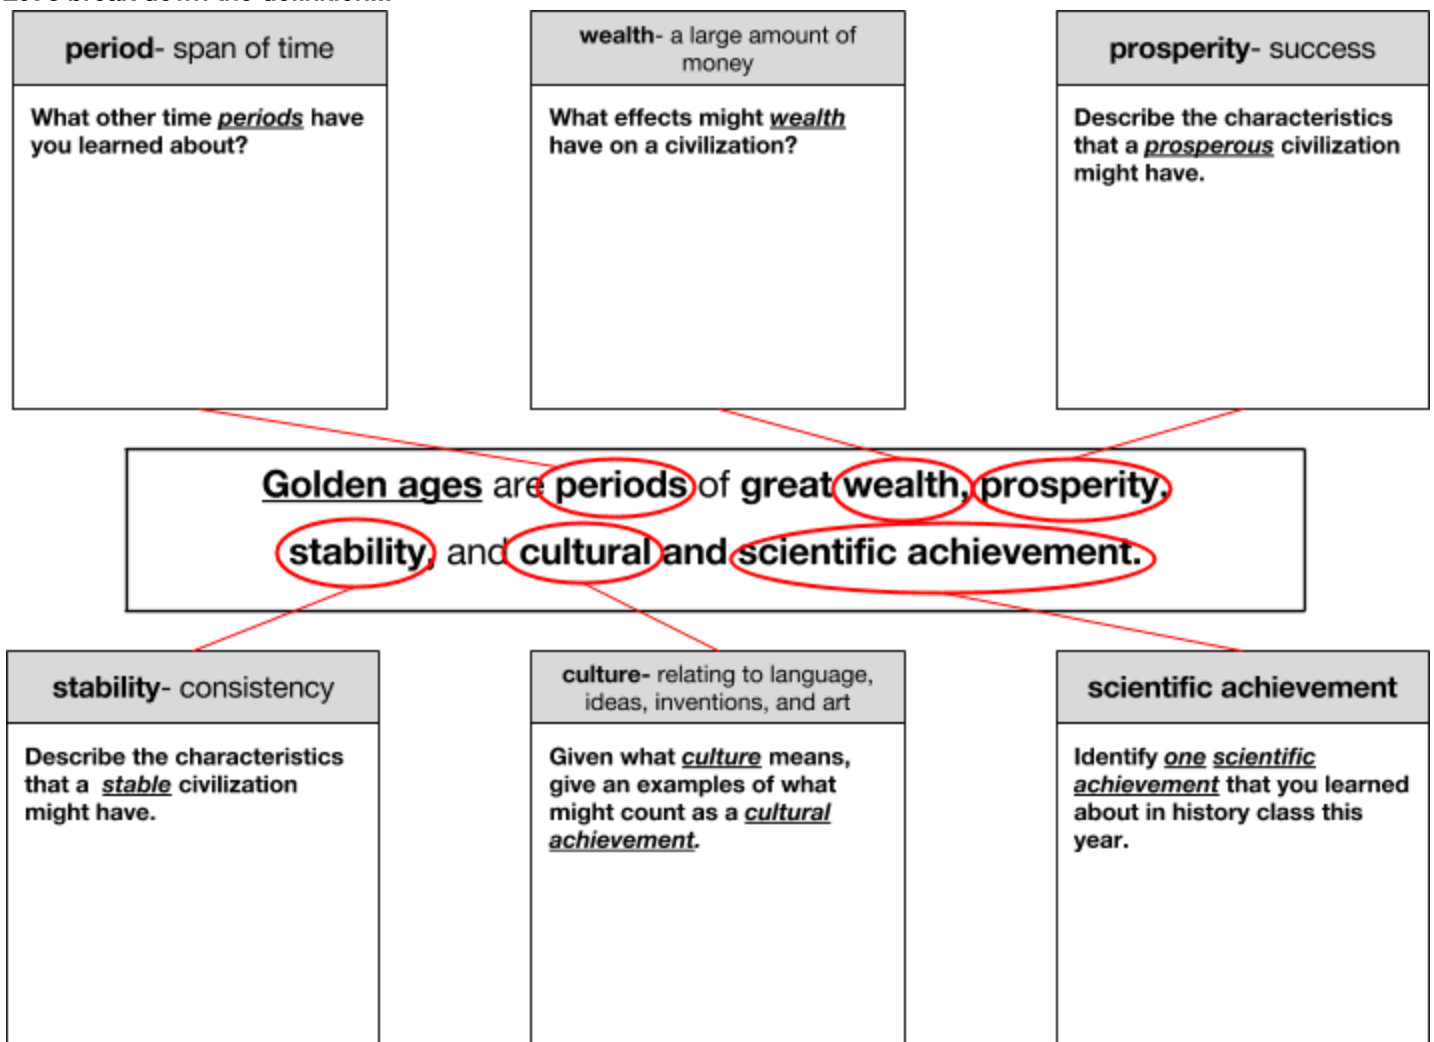 Let's break down the definition...
period- span of time
What other time periods have
you learned about?
wealth- a large amount of
money
What effects might wealth
have on a civilization?
prosperity- success
Describe the characteristics
that a prosperous civilization
might have.
Golden ages are periods of great wealth, prosperity,
stability, and cultural and scientific achievement.
stability- consistency
Describe the characteristics
that a stable civilization
might have.
culture- relating to language,
ideas, inventions, and art
Given what culture means,
give an examples of what
might count as a cultural
achievement.
scientific achievement
Identify one scientific
achievement that you learned
about in history class this
year.